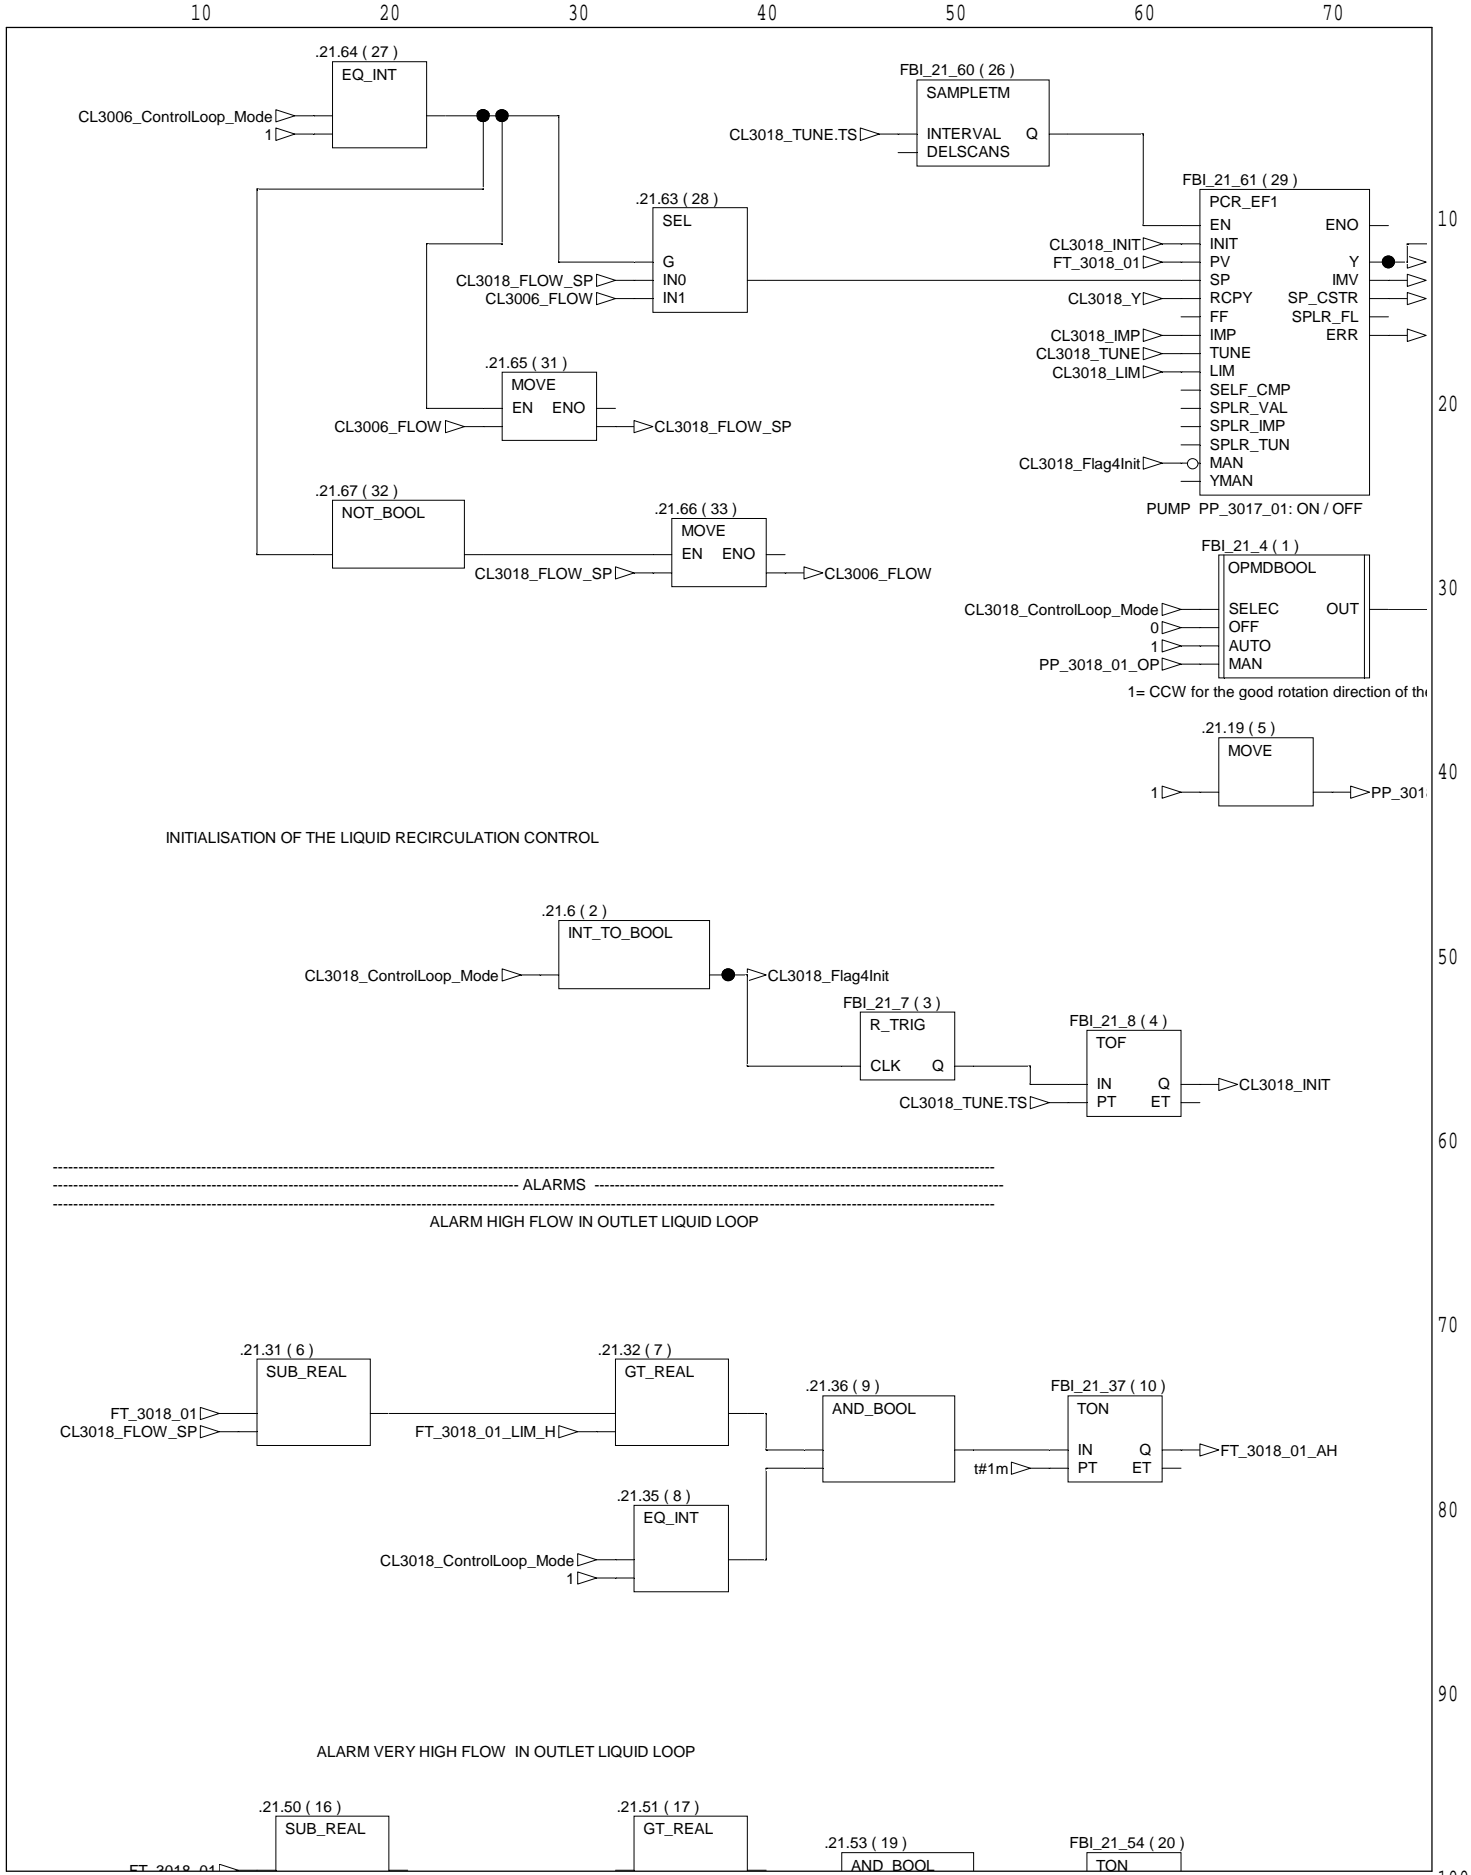 10 20 30 40 50 60 70
.21.64 ( 27 )
EQ_INT
CL3006_ControlLoop_Mode
1
FBI_21_60 ( 26 )
SAMPLETM
CL3018_TUNE.TS
INTERVAL Q
DELSCANS
.21.63 ( 28 )
SEL
G
CL3018_FLOW_SP IN0
CL3006_FLOW IN1
FBI_21_61 ( 29 )
PCR_EF1
EN ENO
CL3018_INIT INIT
FT_3018_01 PV Y
SP IMV
CL3018_Y RCPY SP_CSTR
FF SPLR_FL
CL3018_IMP IMP ERR
CL3018_TUNE TUNE
CL3018_LIM LIM
SELF_CMP
SPLR_VAL
SPLR_IMP
SPLR_TUN
CL3018_Flag4Init MAN
YMAN
10
20
.21.65 ( 31 )
MOVE
EN ENO
CL3006_FLOW CL3018_FLOW_SP
.21.67 ( 32 )
NOT_BOOL
.21.66 ( 33 )
MOVE
EN ENO
CL3018_FLOW_SP CL3006_FLOW
PUMP PP_3017_01: ON / OFF
FBI_21_4 ( 1 )
OPMDBOOL
CL3018_ControlLoop_Mode SELEC OUT
0 OFF
1 AUTO
PP_3018_01_OP MAN
30
1= CCW for the good rotation direction of the
.21.19 ( 5 )
MOVE
1 PP_301
40
INITIALISATION OF THE LIQUID RECIRCULATION CONTROL
.21.6 ( 2 )
INT_TO_BOOL
CL3018_ControlLoop_Mode CL3018_Flag4Init
50
FBI_21_7 ( 3 )
R_TRIG
CLK Q
FBI_21_8 ( 4 )
TOF
IN Q CL3018_INIT
CL3018_TUNE.TS PT ET
60
ALARMS
ALARM HIGH FLOW IN OUTLET LIQUID LOOP
70
.21.31 ( 6 )
SUB_REAL
FT_3018_01
CL3018_FLOW_SP
.21.32 ( 7 )
GT_REAL
FT_3018_01_LIM_H
.21.36 ( 9 )
AND_BOOL
FBI_21_37 ( 10 )
TON
IN Q FT_3018_01_AH
t#1m PT ET
.21.35 ( 8 )
EQ_INT
CL3018_ControlLoop_Mode
1
80
90
ALARM VERY HIGH FLOW IN OUTLET LIQUID LOOP
.21.50 ( 16 )
SUB_REAL
FT_3018_01
.21.51 ( 17 )
GT_REAL
.21.53 ( 19 )
AND_BOOL
FBI_21_54 ( 20 )
TON